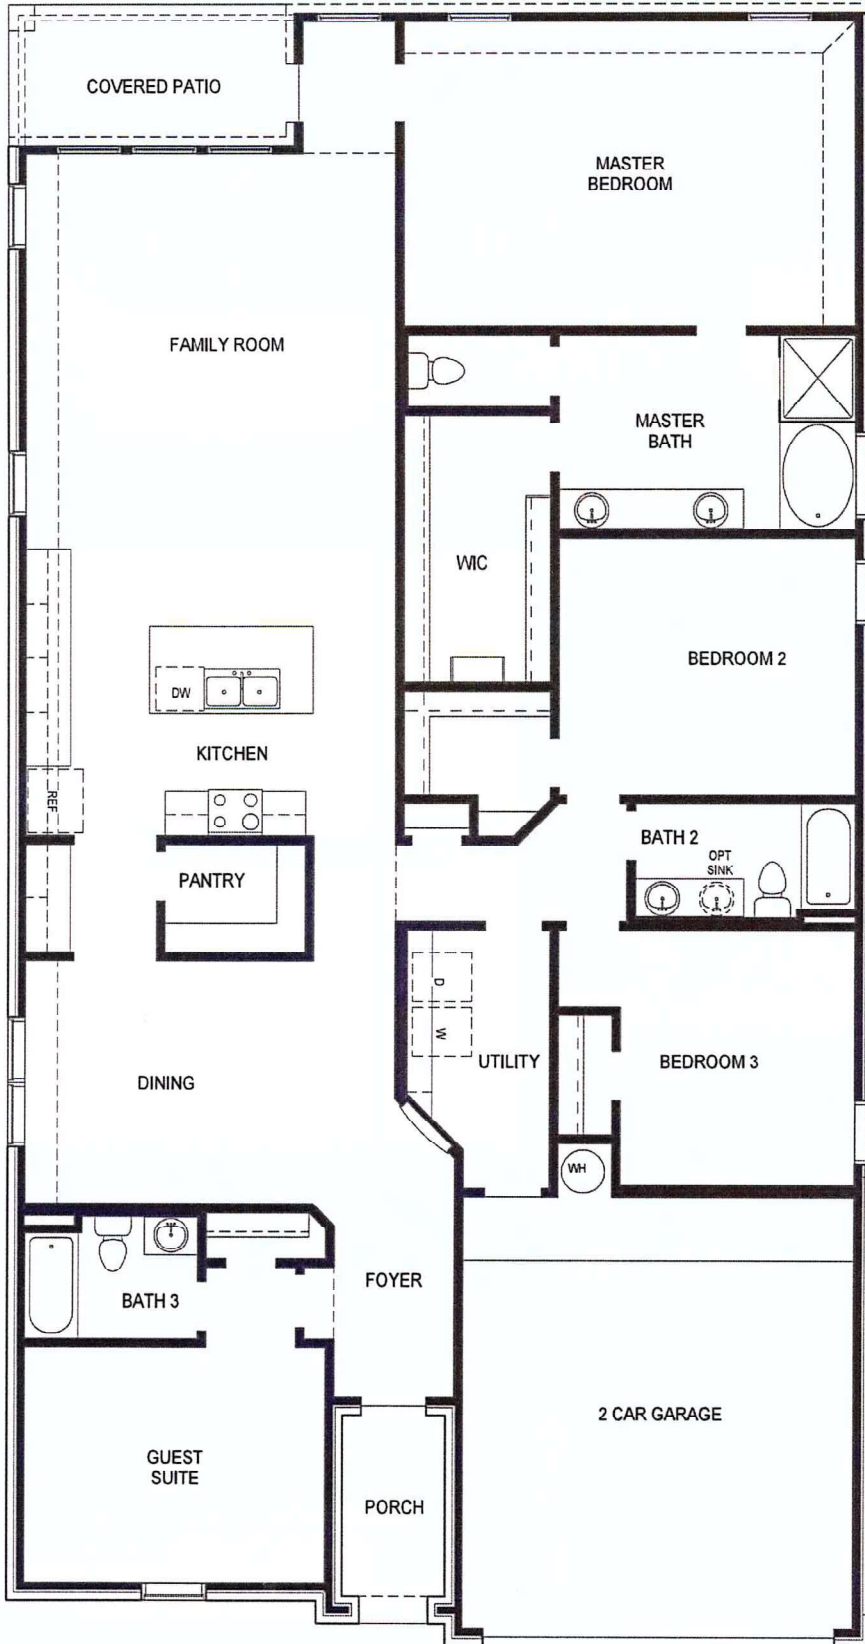 COVERED PATIO
MASTER
BEDROOM
FAMILY ROOM
MASTER
BATH
WIC
BEDROOM 2
DW
KITCHEN
REF
BATH 2
OPT
SINK
PANTRY
D
W
UTILITY
BEDROOM 3
DINING
WH
FOYER
BATH 3
2 CAR GARAGE
GUEST
SUITE
PORCH